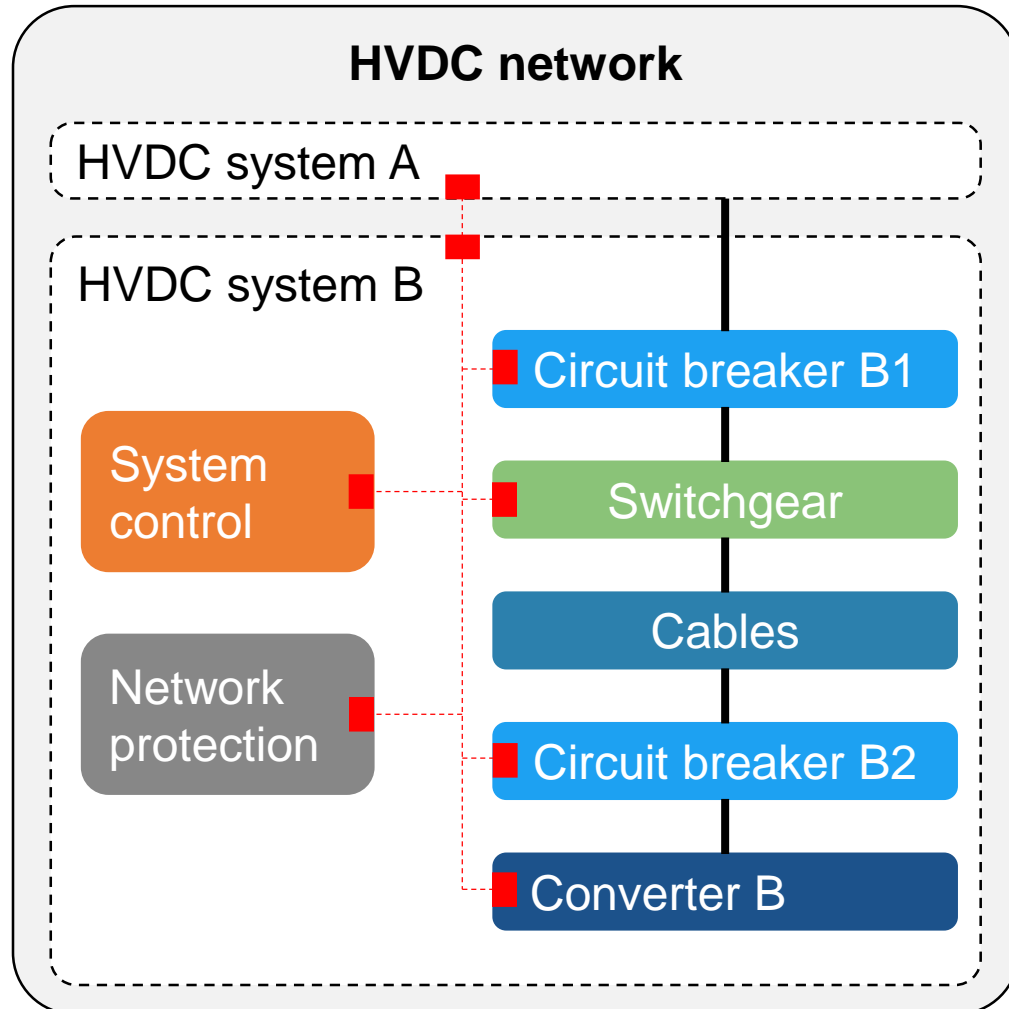 HVDC network
HVDC system A
HVDC system B
Circuit breaker B1
System
control
Switchgear
Cables
Network
protection
Circuit breaker B2
Converter B